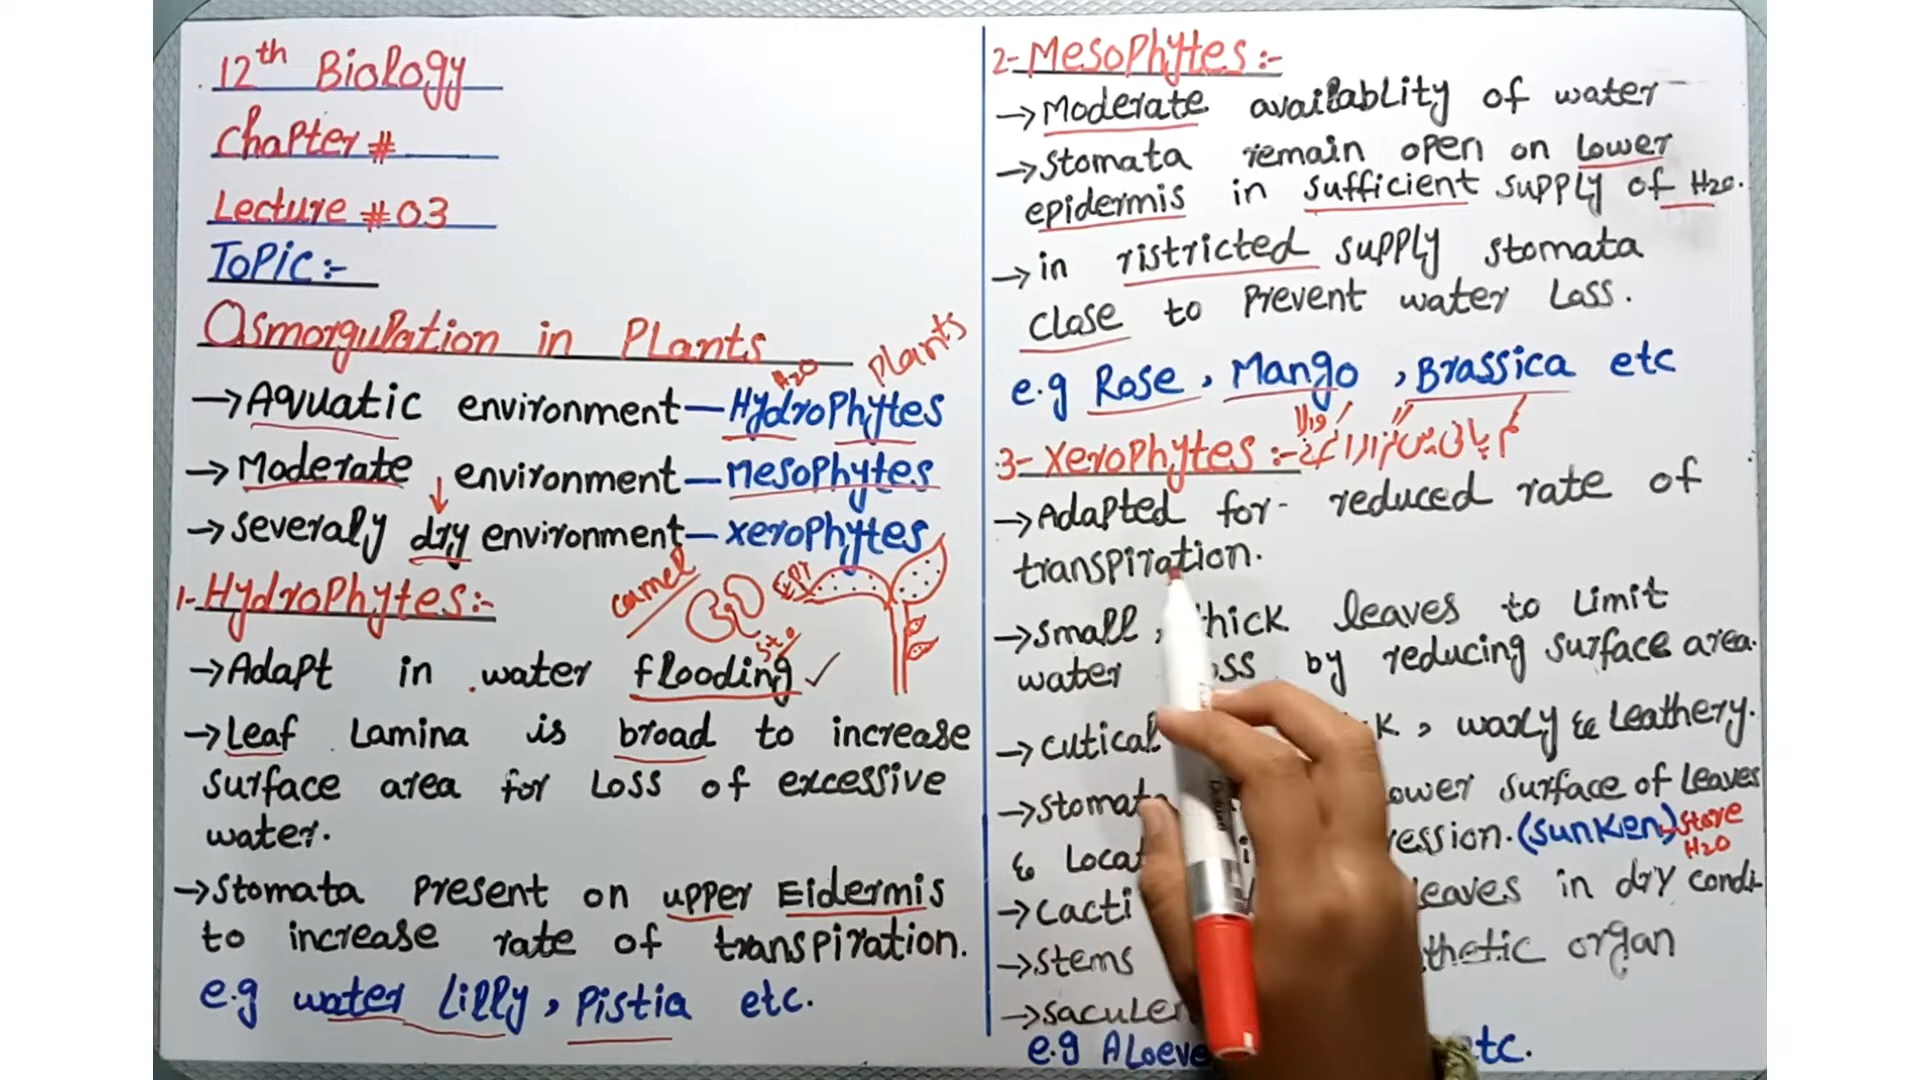 12th Biology
Chapter #
Lecture #03
Topic:-
Osmorgulation in Plants
→Aquatic environment—Hydrophytes
H2O
Plants
→Moderate environment—Mesophytes
→severaly dry environment—xerophytes
1-Hydrophytes:-
camel
→Adapt in water flooding ✓
→Leaf Lamina is broad to increase
surface area for Loss of excessive
water.
→Stomata Present on upper Eidermis
to increase rate of transpiration.
e.g water Lilly, Pistia etc.
2-Mesophytes:-
→Moderate availablity of water
→Stomata remain open on Lower
epidermis in sufficient supply of H2O.
→in ristricted supply stomata
close to Prevent water Loss.
e.g Rose, Mango, Brassica etc
3-Xerophytes:-
→Adapted for reduced rate of
transpiration.
→Small, thick leaves to Limit
water loss by reducing surface area.
→cutical , waxly & Leathery.
→Stomat ower surface of Leaves
& Locat ession. (Sunken) Store
H2O
→Cacti leaves in dry condi
→Stems thetic organ
→Saculen
e.g Aloeve etc.